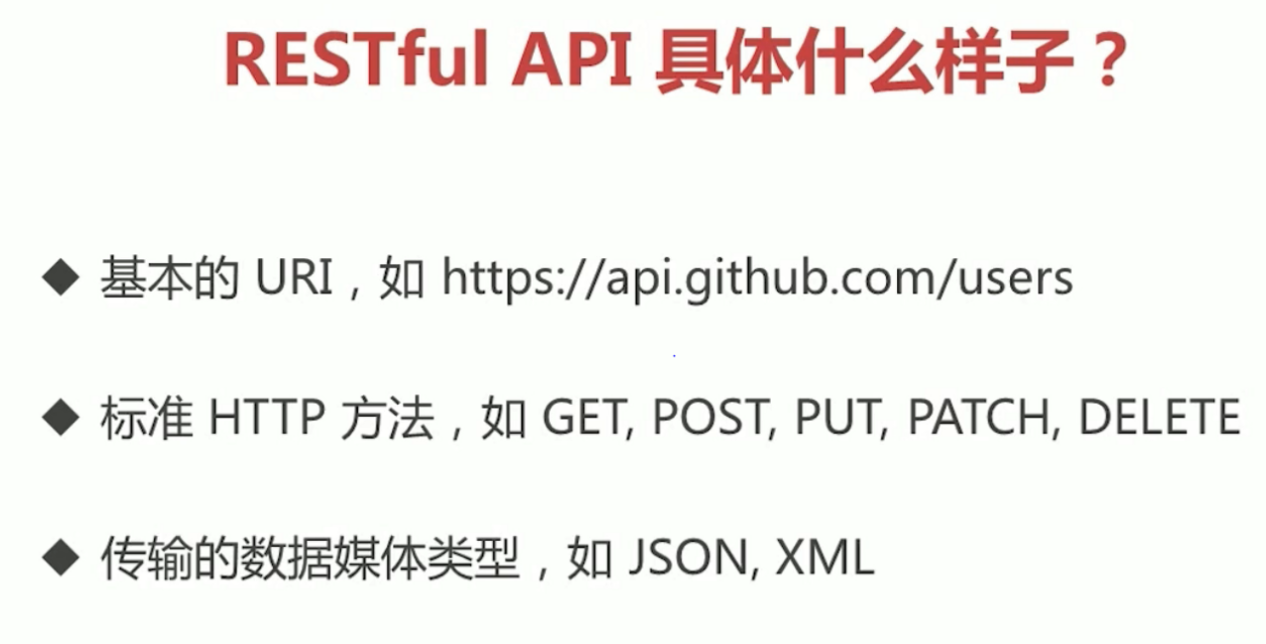 RESTful API 具体什么样子？
◆ 基本的 URI，如 https://api.github.com/users
◆ 标准 HTTP 方法，如 GET, POST, PUT, PATCH, DELETE
◆ 传输的数据媒体类型，如 JSON, XML